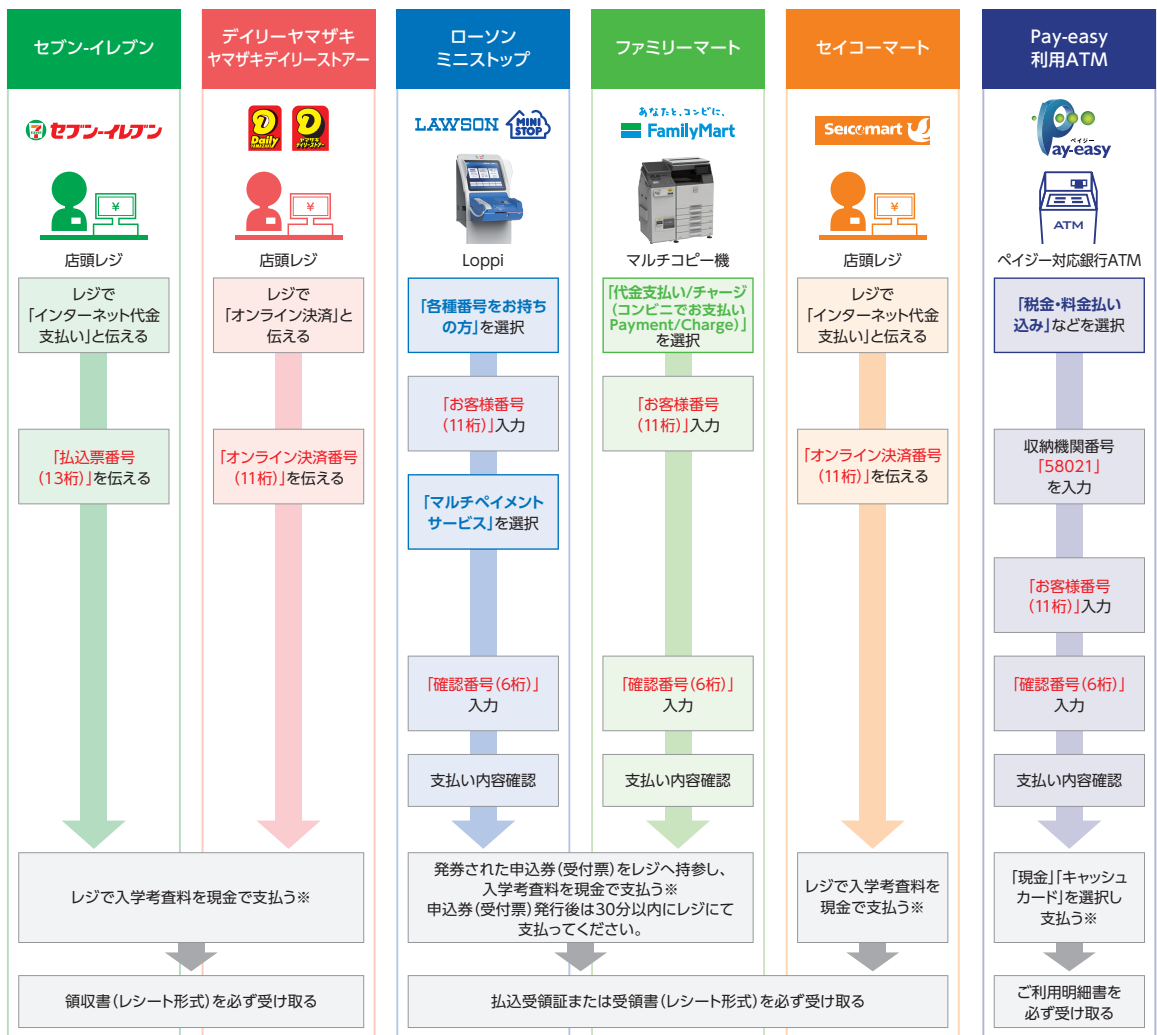 セブン-イレブン
セブン-イレブン
¥
店頭レジ
レジで
「インターネット代金
支払い」と伝える
「払込票番号
(13桁)」を伝える
デイリーヤマザキ
ヤマザキデイリーストアー
Daily
YAMAZAKI
ヤマザキ
デイリーストアー
¥
店頭レジ
レジで
「オンライン決済」と
伝える
「オンライン決済番号
(11桁)」を伝える
レジで入学考査料を現金で支払う※
領収書(レシート形式)を必ず受け取る
ローソン
ミニストップ
LAWSON
MINI
STOP
Loppi
「各種番号をお持ち
の方」を選択
「お客様番号
(11桁)」入力
「マルチペイメント
サービス」を選択
「確認番号(6桁)」
入力
支払い内容確認
ファミリーマート
あなたと、コンビに、
FamilyMart
マルチコピー機
「代金支払い/チャージ
(コンビニでお支払い
Payment/Charge)」
を選択
「お客様番号
(11桁)」入力
「確認番号(6桁)」
入力
支払い内容確認
発券された申込券(受付票)をレジへ持参し、
入学考査料を現金で支払う※
申込券(受付票)発行後は30分以内にレジにて
支払ってください。
セイコーマート
Seicomart
¥
店頭レジ
レジで
「インターネット代金
支払い」と伝える
「オンライン決済番号
(11桁)」を伝える
レジで入学考査料を
現金で支払う※
払込受領証または受領書(レシート形式)を必ず受け取る
Pay-easy
利用ATM
ペイジー
Pay-easy
ATM
ペイジー対応銀行ATM
「税金・料金払い
込み」などを選択
収納機関番号
「58021」
を入力
「お客様番号
(11桁)」入力
「確認番号(6桁)」
入力
支払い内容確認
「現金」「キャッシュ
カード」を選択し
支払う※
ご利用明細書を
必ず受け取る